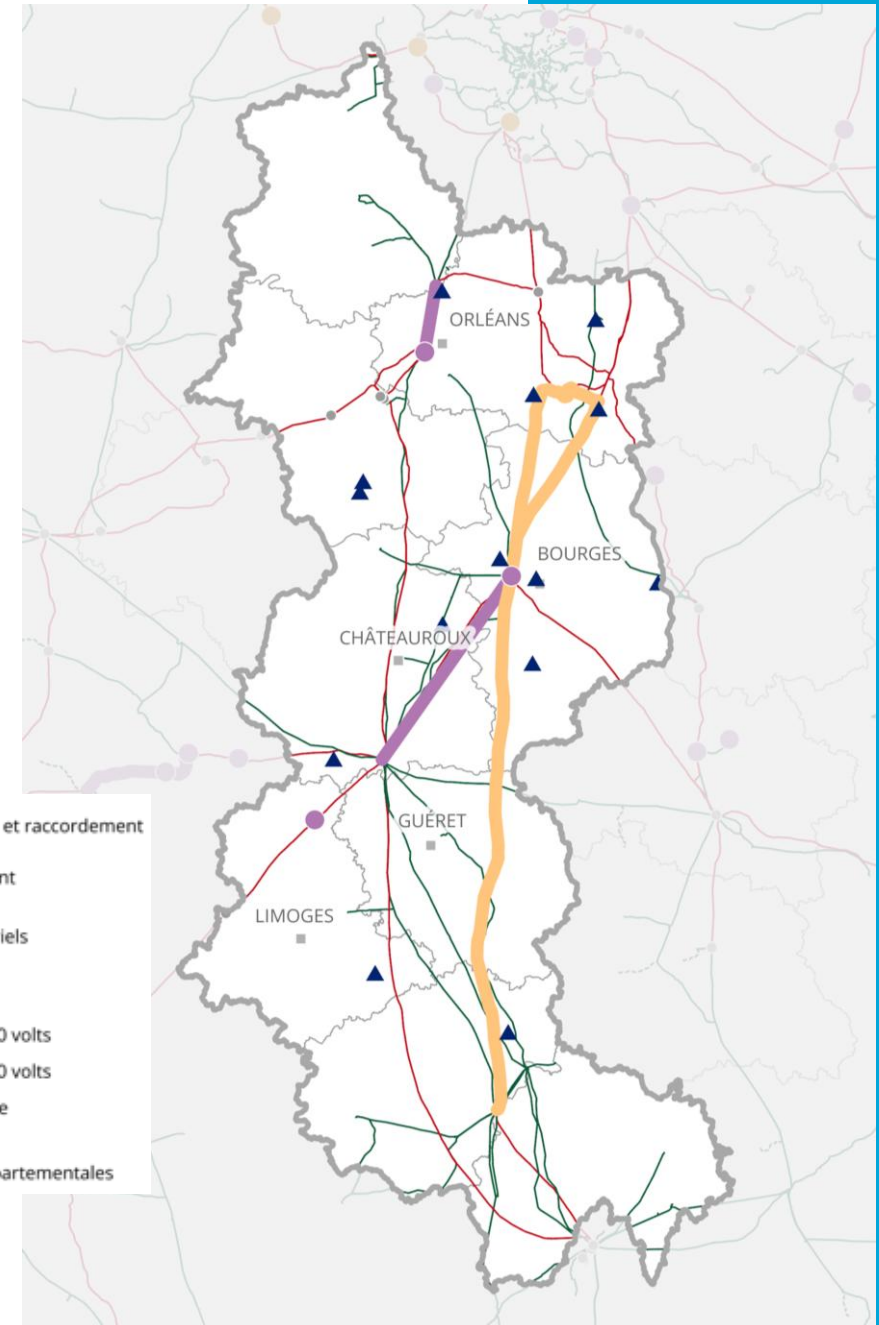 ORLÉANS
BOURGES
CHÂTEAUROUX
GUÉRET
LIMOGES
et raccordement
nt
iels
0 volts
0 volts
e
partementales